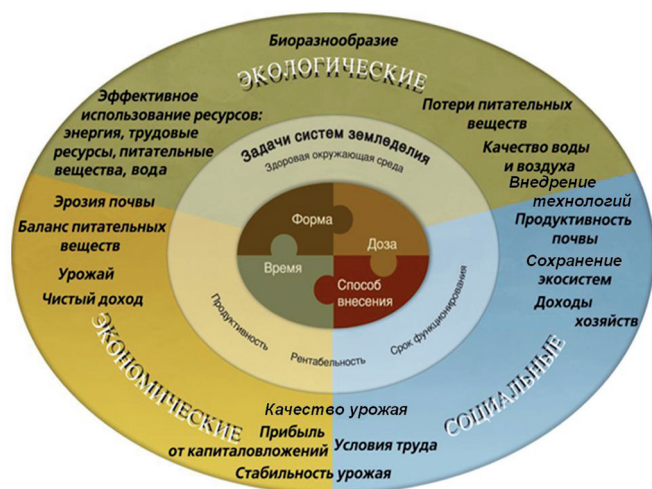 Биоразнообразие
ЭКОЛОГИЧЕСКИЕ
Эффективное
использование ресурсов:
энергия, трудовые
ресурсы, питательные
вещества, вода
Потери питательных
веществ
Качество воды
и воздуха
Задачи систем земледелия
Здоровая окружающая среда
Внедрение
технологий
Продуктивность
почвы
Сохранение
экосистем
Доходы
хозяйств
Эрозия почвы
Баланс питательных
веществ
Урожай
Чистый доход
Форма
Доза
Время
Способ
внесения
Продуктивность
Рентабельность
Срок функционирования
ЭКОНОМИЧЕСКИЕ
СОЦИАЛЬНЫЕ
Качество урожая
Прибыль
от капиталовложений
Условия труда
Стабильность урожая